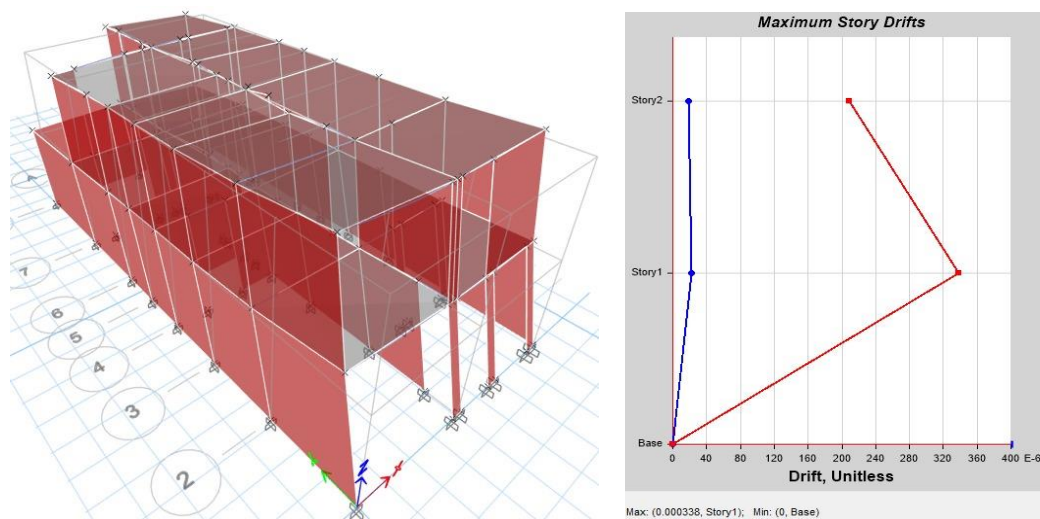 7
6
5
4
3
2
Maximum Story Drifts
Story2
Story1
Base
0 40 80 120 160 200 240 280 320 360 400 E-6
Drift, Unitless
Max: (0.000338, Story1); Min: (0, Base)